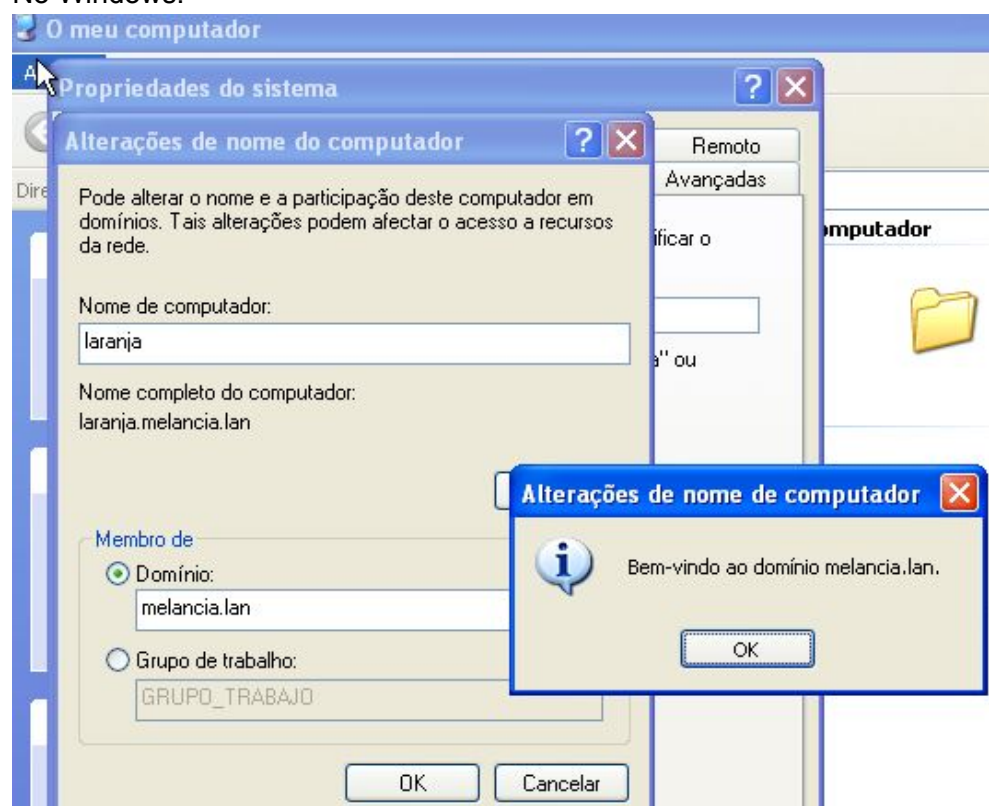 No Windows:
O meu computador
Propriedades do sistema
Alterações de nome do computador
Remoto
Avançadas
Dire
Pode alterar o nome e a participação deste computador em
domínios. Tais alterações podem afectar o acesso a recursos
da rede.
ificar o
omputador
Nome de computador:
laranja
a" ou
Nome completo do computador:
laranja.melancia.lan
Alterações de nome de computador
Bem-vindo ao domínio melancia.lan.
OK
Membro de
Domínio:
melancia.lan
Grupo de trabalho:
GRUPO_TRABAJO
OK
Cancelar